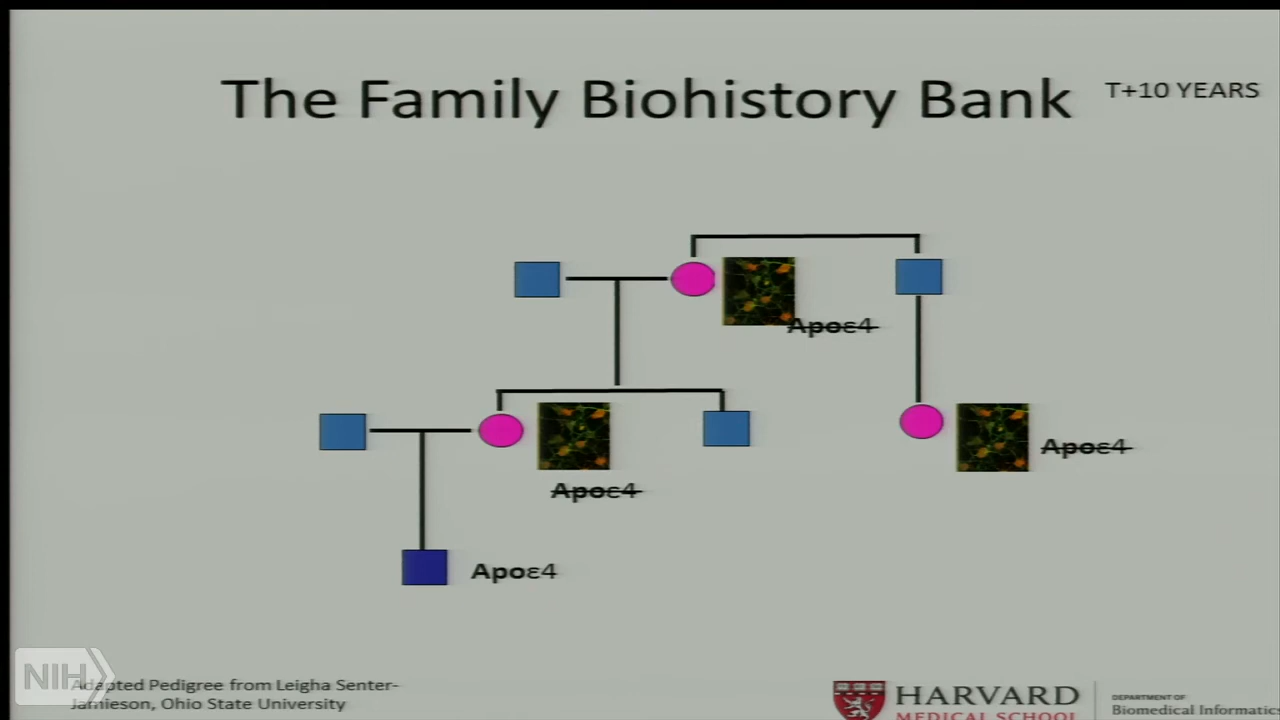 The Family Biohistory Bank
T+10 YEARS
Apoε4
Apoε4
Apoε4
Apoε4
NIH
Adapted Pedigree from Leigha Senter-
Jamieson, Ohio State University
HARVARD
MEDICAL SCHOOL
DEPARTMENT OF
Biomedical Informatics